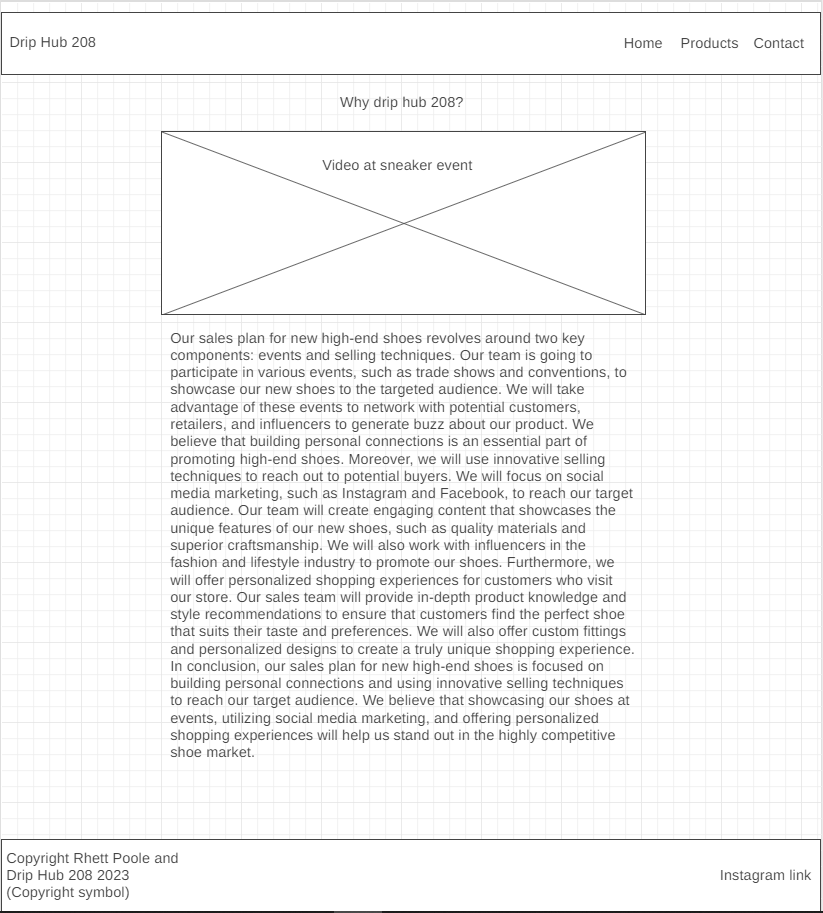 Drip Hub 208
Home Products Contact
Why drip hub 208?
Video at sneaker event
Our sales plan for new high-end shoes revolves around two key
components: events and selling techniques. Our team is going to
participate in various events, such as trade shows and conventions, to
showcase our new shoes to the targeted audience. We will take
advantage of these events to network with potential customers,
retailers, and influencers to generate buzz about our product. We
believe that building personal connections is an essential part of
promoting high-end shoes. Moreover, we will use innovative selling
techniques to reach out to potential buyers. We will focus on social
media marketing, such as Instagram and Facebook, to reach our target
audience. Our team will create engaging content that showcases the
unique features of our new shoes, such as quality materials and
superior craftsmanship. We will also work with influencers in the
fashion and lifestyle industry to promote our shoes. Furthermore, we
will offer personalized shopping experiences for customers who visit
our store. Our sales team will provide in-depth product knowledge and
style recommendations to ensure that customers find the perfect shoe
that suits their taste and preferences. We will also offer custom fittings
and personalized designs to create a truly unique shopping experience.
In conclusion, our sales plan for new high-end shoes is focused on
building personal connections and using innovative selling techniques
to reach our target audience. We believe that showcasing our shoes at
events, utilizing social media marketing, and offering personalized
shopping experiences will help us stand out in the highly competitive
shoe market.
Copyright Rhett Poole and
Drip Hub 208 2023
(Copyright symbol)
Instagram link